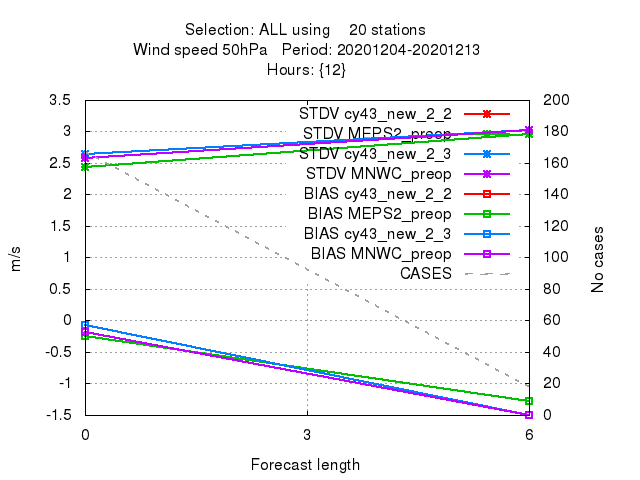 Selection: ALL using 20 stations
Wind speed 50hPa Period: 20201204-20201213
Hours: {12}
3.5
3
2.5
2
1.5
1
0.5
0
-0.5
-1
-1.5
200
180
160
140
120
100
80
60
40
20
0
m/s
No cases
STDV cy43_new_2_2
STDV MEPS2_preop
STDV cy43_new_2_3
STDV MNWC_preop
BIAS cy43_new_2_2
BIAS MEPS2_preop
BIAS cy43_new_2_3
BIAS MNWC_preop
CASES
0 3 6
Forecast length